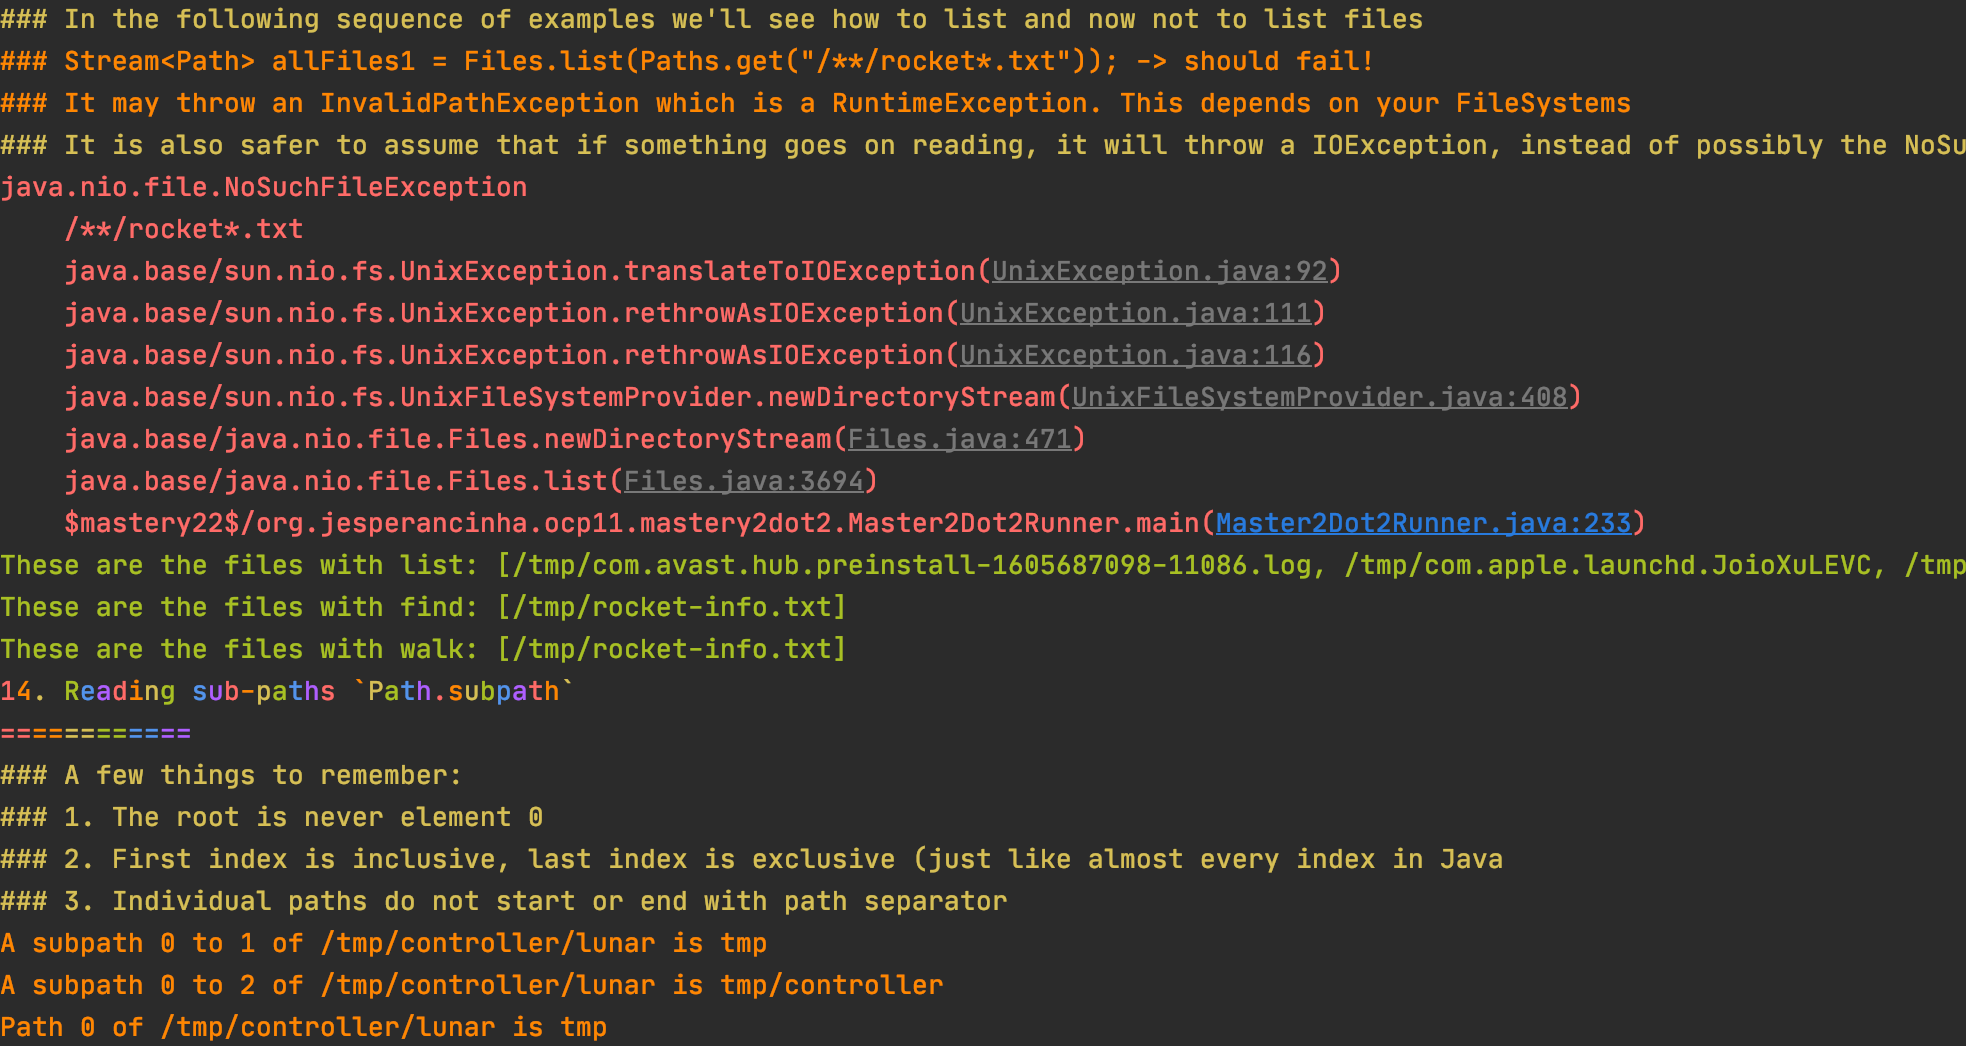 ### In the following sequence of examples we'll see how to list and now not to list files
### Stream<Path> allFiles1 = Files.list(Paths.get("/**/rocket*.txt")); -> should fail!
### It may throw an InvalidPathException which is a RuntimeException. This depends on your FileSystems
### It is also safer to assume that if something goes on reading, it will throw a IOException, instead of possibly the NoSu
java.nio.file.NoSuchFileException
    /**/rocket*.txt
    java.base/sun.nio.fs.UnixException.translateToIOException(UnixException.java:92)
    java.base/sun.nio.fs.UnixException.rethrowAsIOException(UnixException.java:111)
    java.base/sun.nio.fs.UnixException.rethrowAsIOException(UnixException.java:116)
    java.base/sun.nio.fs.UnixFileSystemProvider.newDirectoryStream(UnixFileSystemProvider.java:408)
    java.base/java.nio.file.Files.newDirectoryStream(Files.java:471)
    java.base/java.nio.file.Files.list(Files.java:3694)
    $mastery22$/org.jesperancinha.ocp11.mastery2dot2.Master2Dot2Runner.main(Master2Dot2Runner.java:233)
These are the files with list: [/tmp/com.avast.hub.preinstall-1605687098-11086.log, /tmp/com.apple.launchd.JoioXuLEVC, /tmp
These are the files with find: [/tmp/rocket-info.txt]
These are the files with walk: [/tmp/rocket-info.txt]
14. Reading sub-paths `Path.subpath`
============
### A few things to remember:
### 1. The root is never element 0
### 2. First index is inclusive, last index is exclusive (just like almost every index in Java
### 3. Individual paths do not start or end with path separator
A subpath 0 to 1 of /tmp/controller/lunar is tmp
A subpath 0 to 2 of /tmp/controller/lunar is tmp/controller
Path 0 of /tmp/controller/lunar is tmp